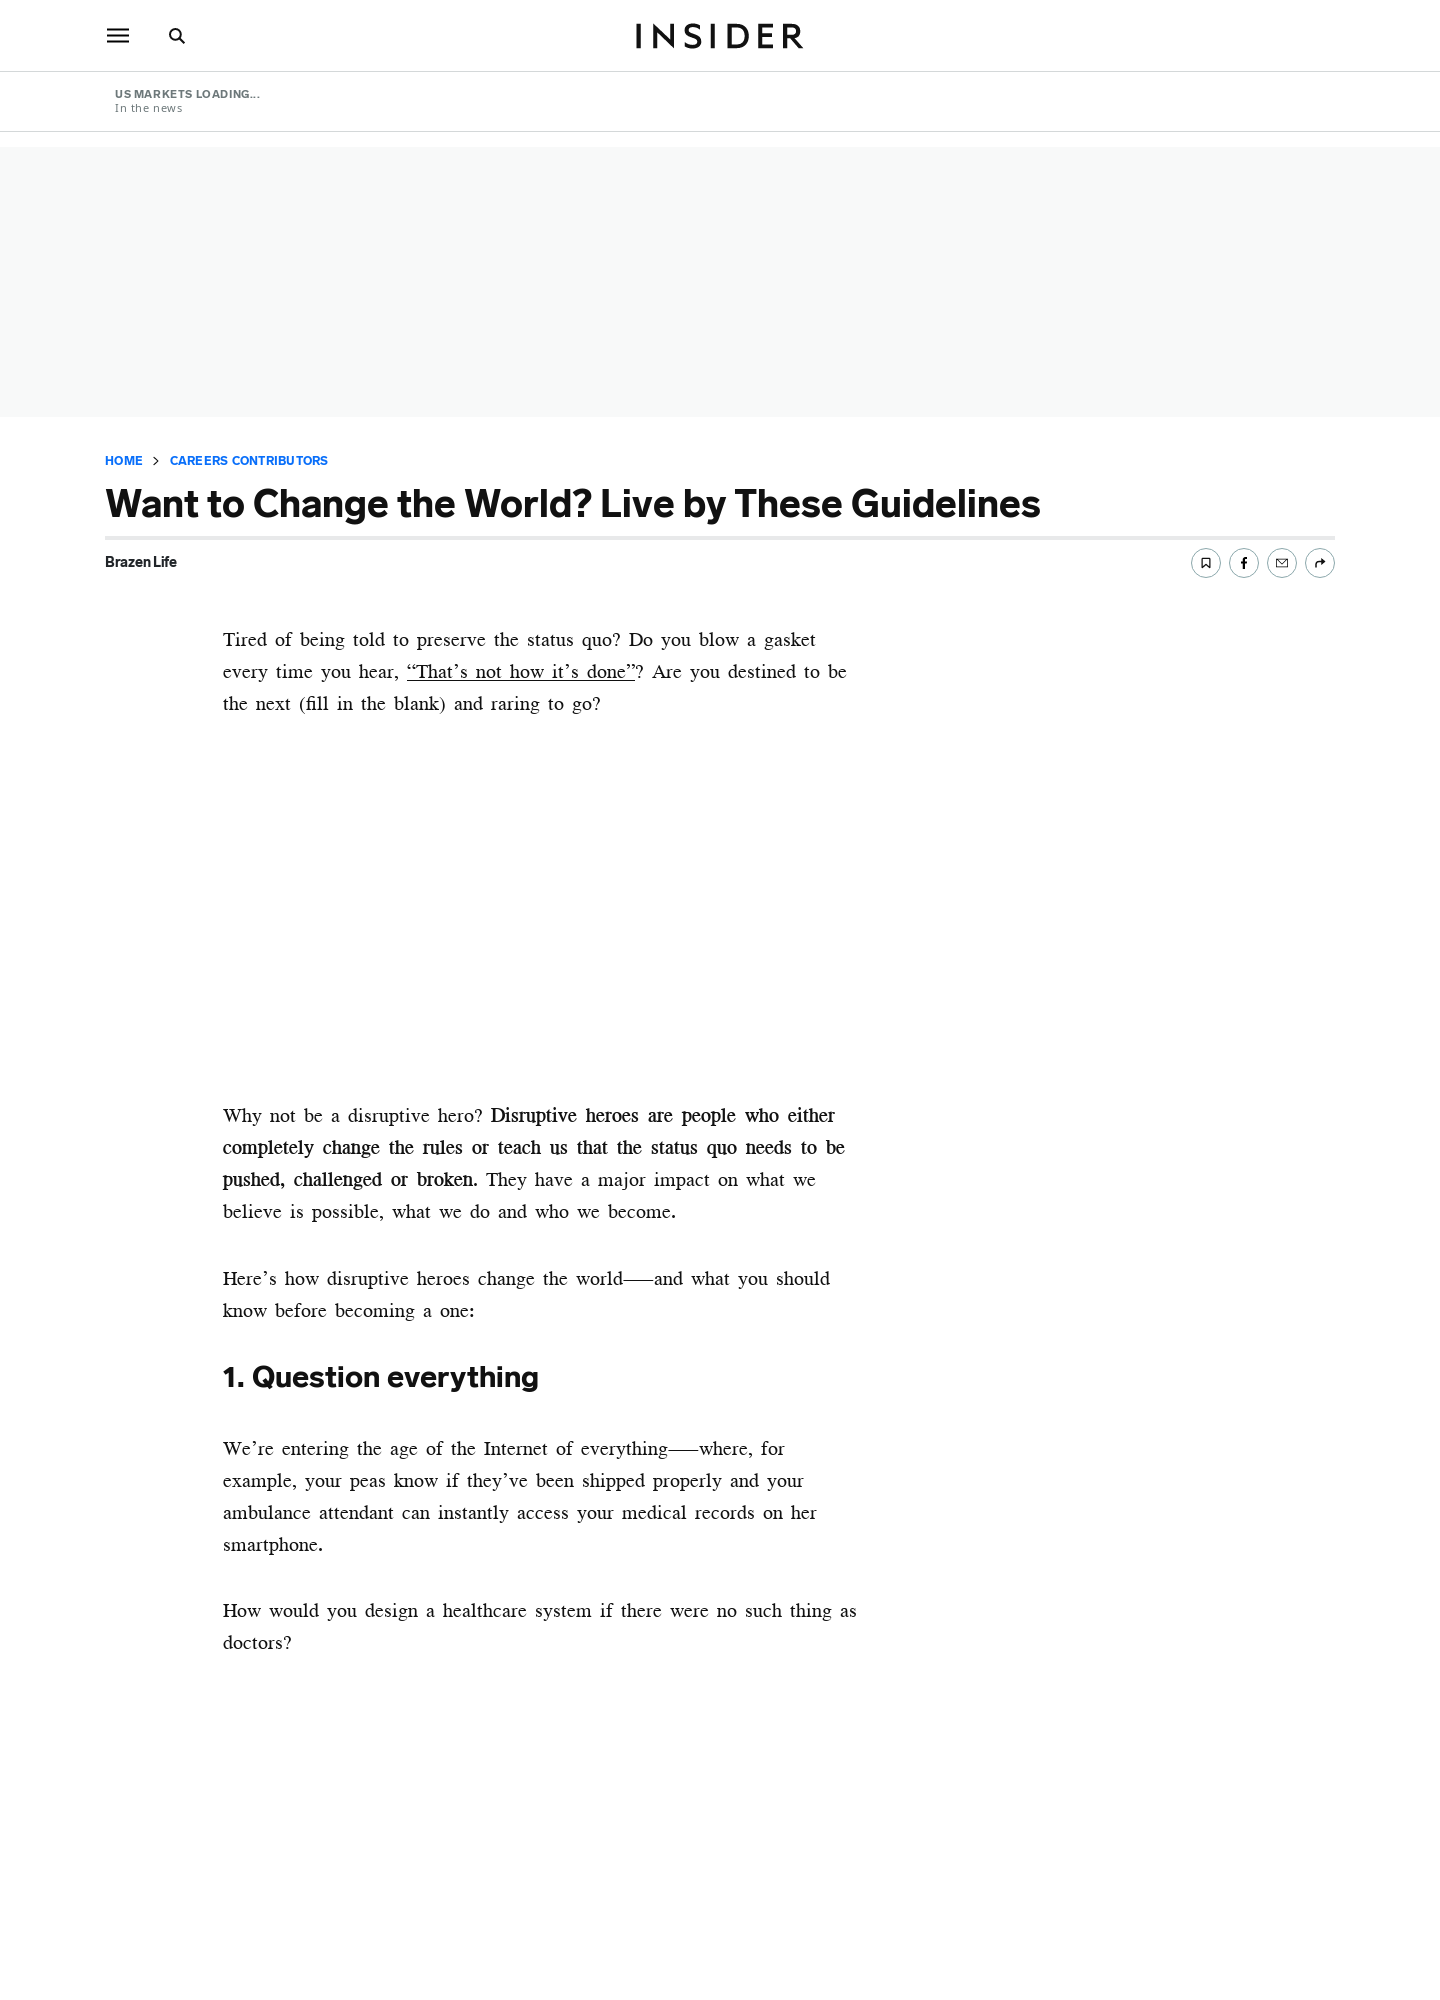 INSIDER
US MARKETS LOADING...
In the news
HOME > CAREERS CONTRIBUTORS
Want to Change the World? Live by These Guidelines
Brazen Life
Tired of being told to preserve the status quo? Do you blow a gasket
every time you hear, “That’s not how it’s done”? Are you destined to be
the next (fill in the blank) and raring to go?
Why not be a disruptive hero? Disruptive heroes are people who either
completely change the rules or teach us that the status quo needs to be
pushed, challenged or broken. They have a major impact on what we
believe is possible, what we do and who we become.
Here’s how disruptive heroes change the world—–and what you should
know before becoming a one:
1. Question everything
We’re entering the age of the Internet of everything—–where, for
example, your peas know if they’ve been shipped properly and your
ambulance attendant can instantly access your medical records on her
smartphone.
How would you design a healthcare system if there were no such thing as
doctors?